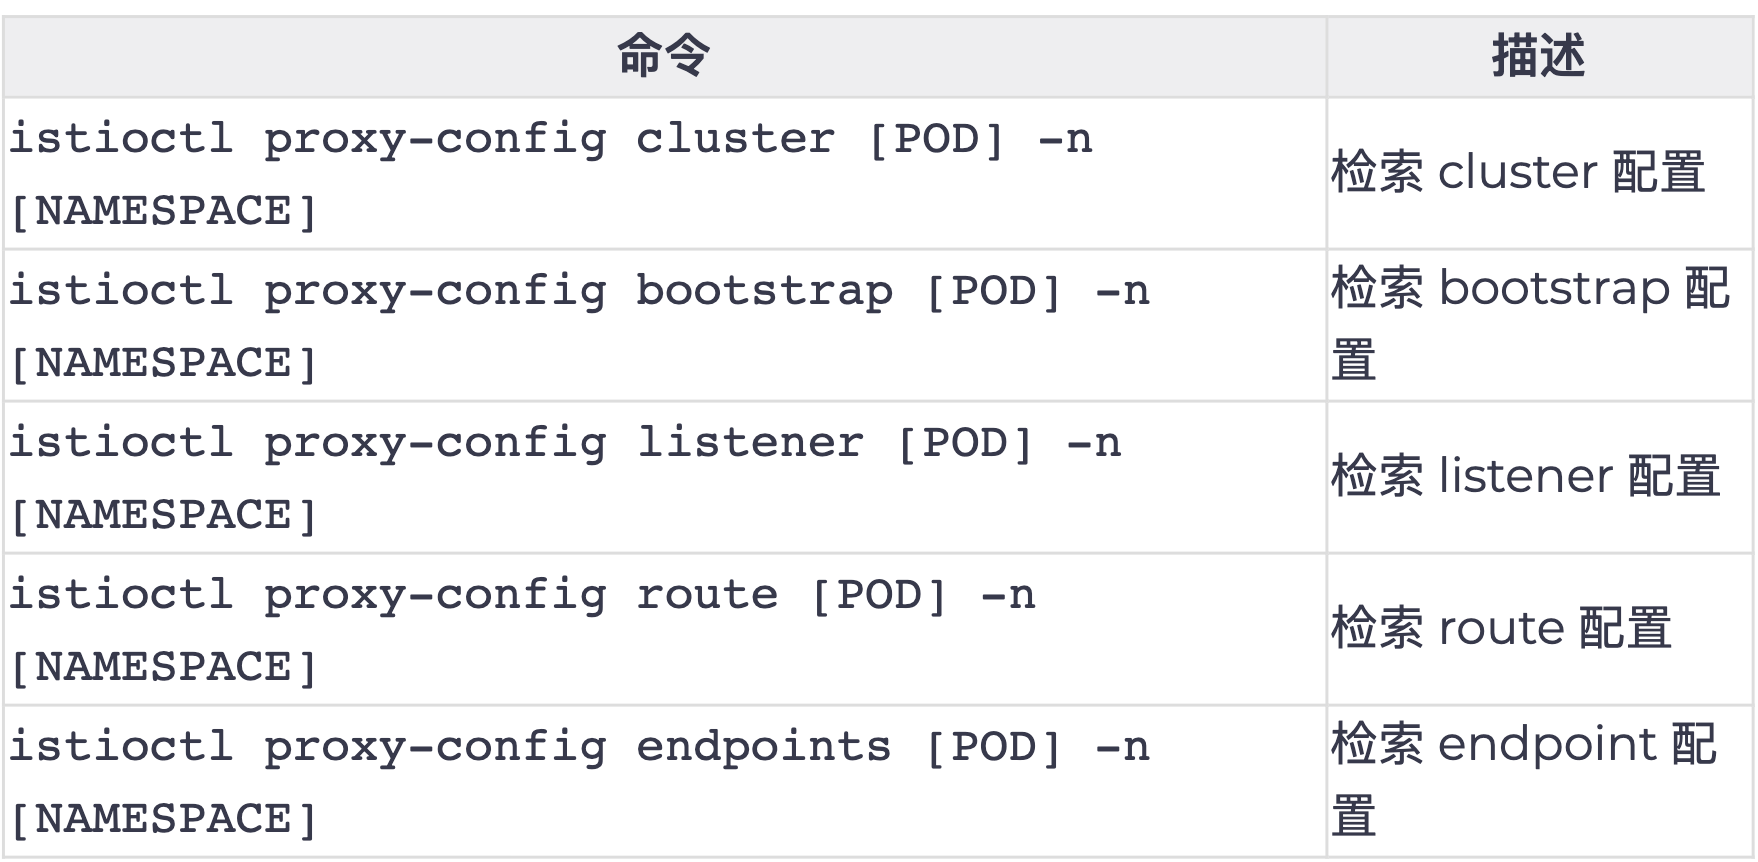 命令
描述
istioctl proxy-config cluster [POD] -n
[NAMESPACE]
检索 cluster 配置
istioctl proxy-config bootstrap [POD] -n
[NAMESPACE]
检索 bootstrap 配
置
istioctl proxy-config listener [POD] -n
[NAMESPACE]
检索 listener 配置
istioctl proxy-config route [POD] -n
[NAMESPACE]
检索 route 配置
istioctl proxy-config endpoints [POD] -n
[NAMESPACE]
检索 endpoint 配
置